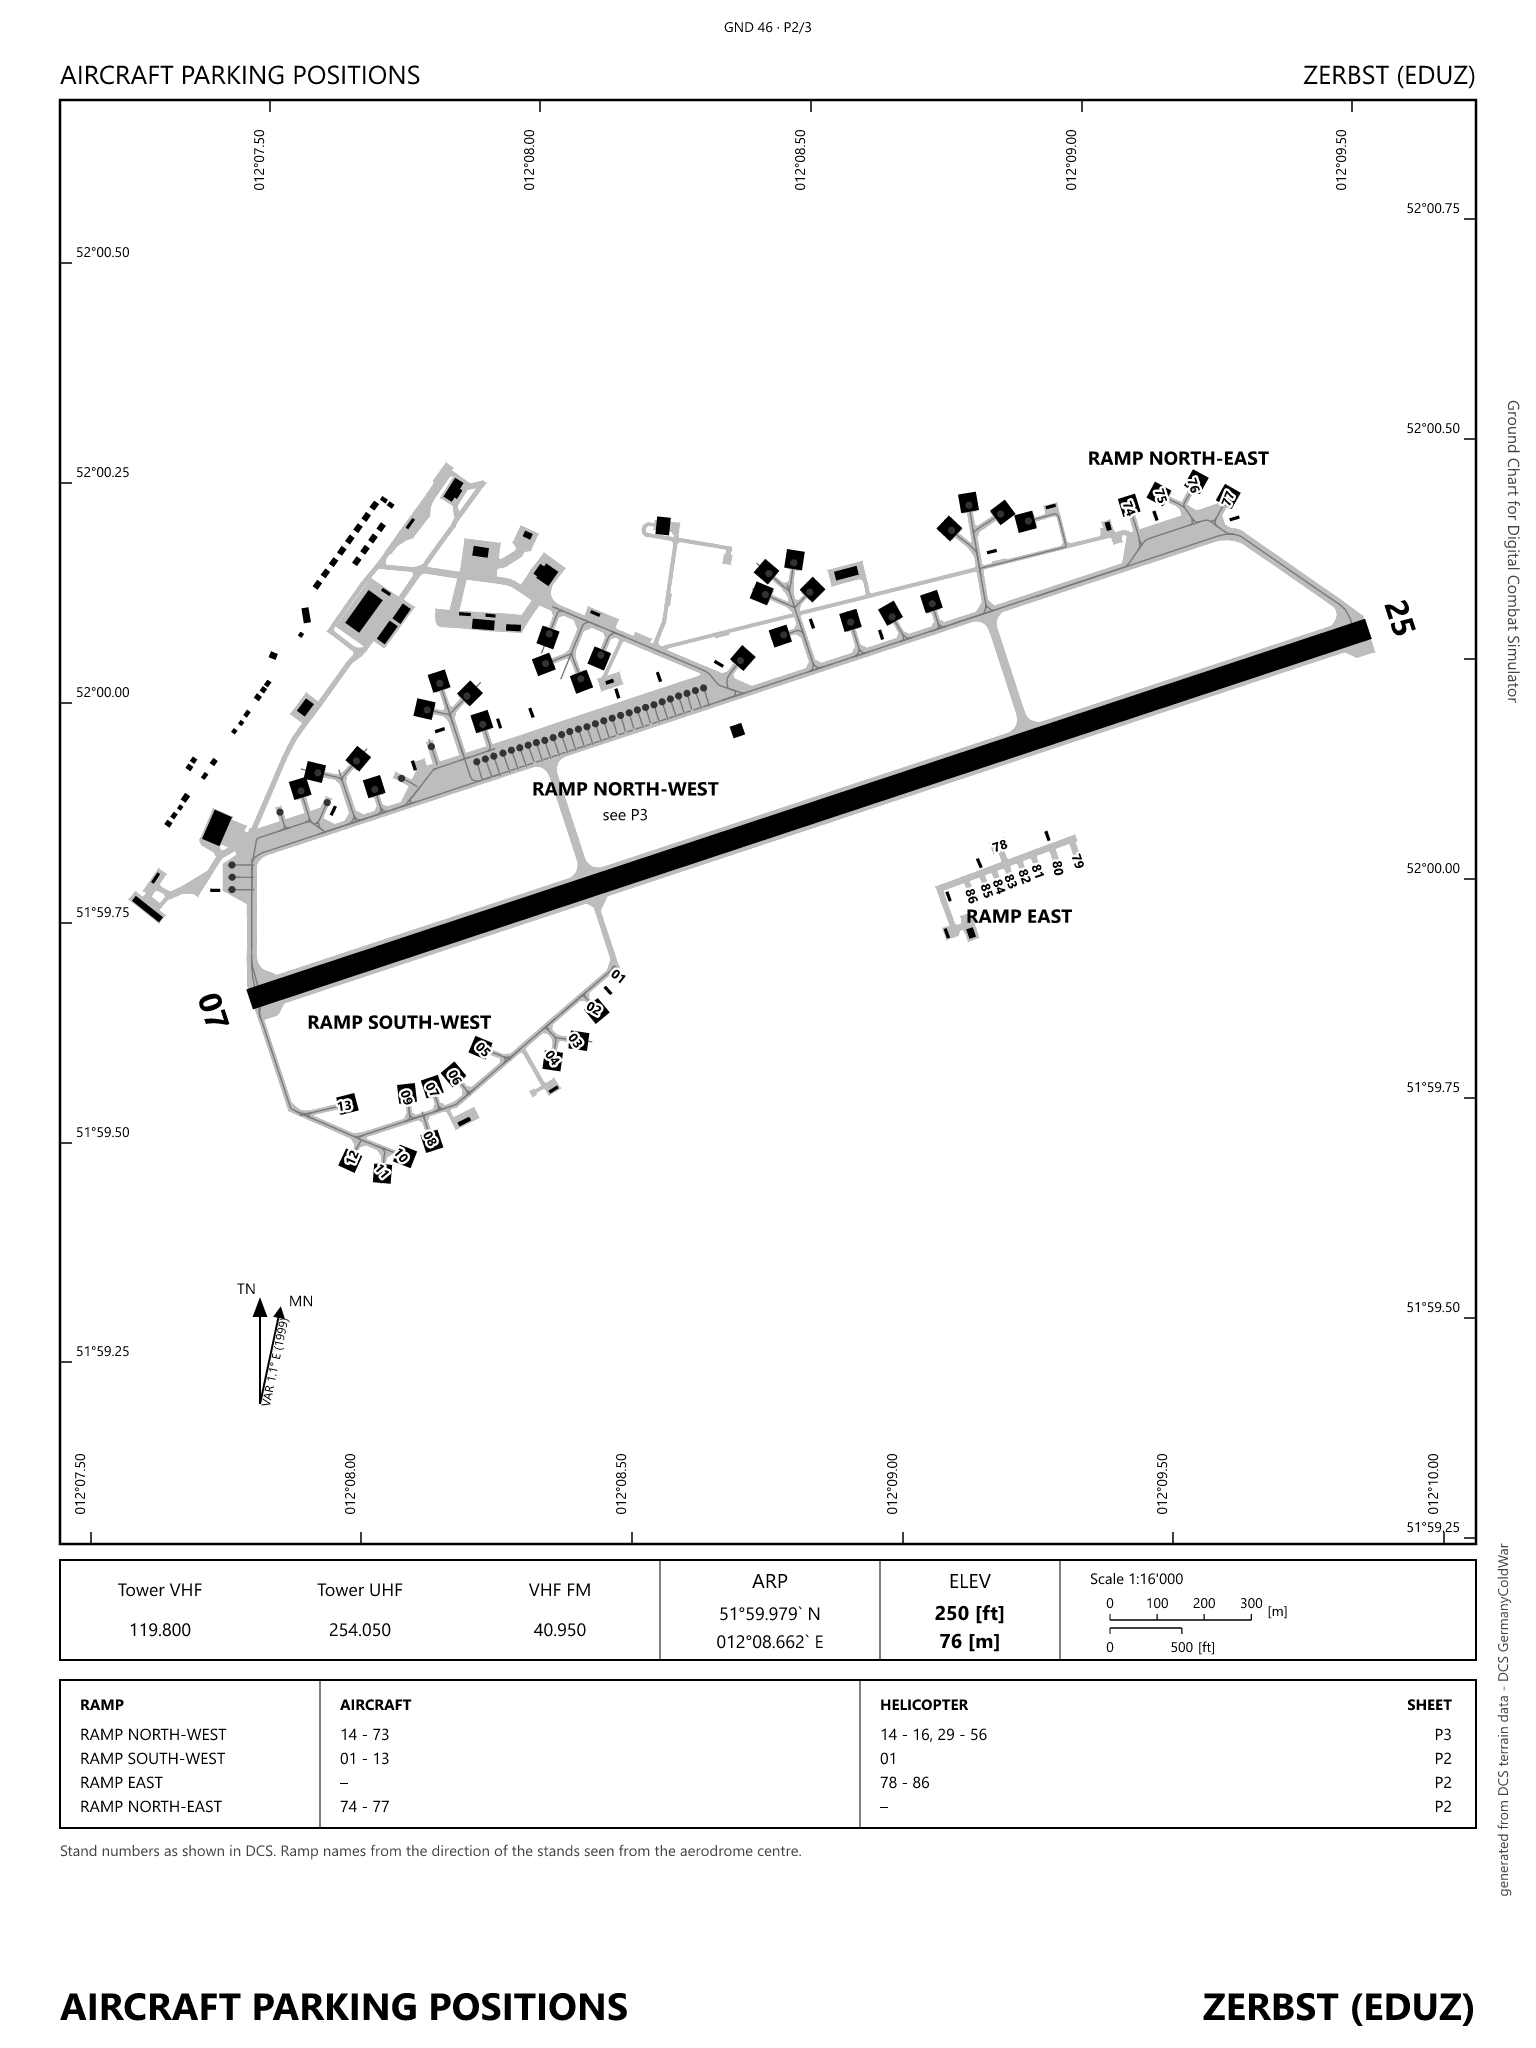 GND 46 · P2/3
AIRCRAFT PARKING POSITIONS
ZERBST (EDUZ)
012°07.50
012°08.00
012°08.50
012°09.00
012°09.50
52°00.75
52°00.50
52°00.50
52°00.25
52°00.00
51°59.75
51°59.50
51°59.25
52°00.00
51°59.75
51°59.50
51°59.25
RAMP NORTH-EAST
74
75
76
77
25
RAMP NORTH-WEST
see P3
78
79
80
81
82
83
84
85
86
RAMP EAST
07
RAMP SOUTH-WEST
01
02
03
04
05
06
07
08
09
10
11
12
13
TN
MN
VAR 1.1° E (1999)
012°07.50
012°08.00
012°08.50
012°09.00
012°09.50
012°10.00
Ground Chart for Digital Combat Simulator
generated from DCS terrain data - DCS GermanyColdWar
Tower VHF
119.800
Tower UHF
254.050
VHF FM
40.950
ARP
51°59.979` N
012°08.662` E
ELEV
250 [ft]
76 [m]
Scale 1:16'000
0 100 200 300 [m]
0 500 [ft]
RAMP AIRCRAFT HELICOPTER SHEET
RAMP NORTH-WEST 14 - 73 14 - 16, 29 - 56 P3
RAMP SOUTH-WEST 01 - 13 01 P2
RAMP EAST – 78 - 86 P2
RAMP NORTH-EAST 74 - 77 – P2
Stand numbers as shown in DCS. Ramp names from the direction of the stands seen from the aerodrome centre.
AIRCRAFT PARKING POSITIONS
ZERBST (EDUZ)